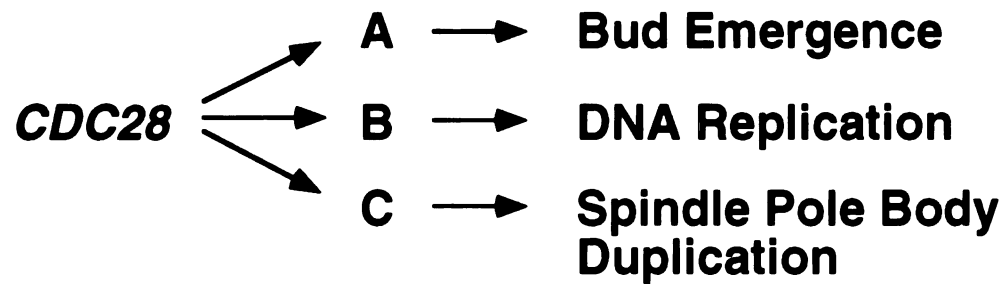 A Bud Emergence
CDC28 B DNA Replication
C Spindle Pole Body
Duplication